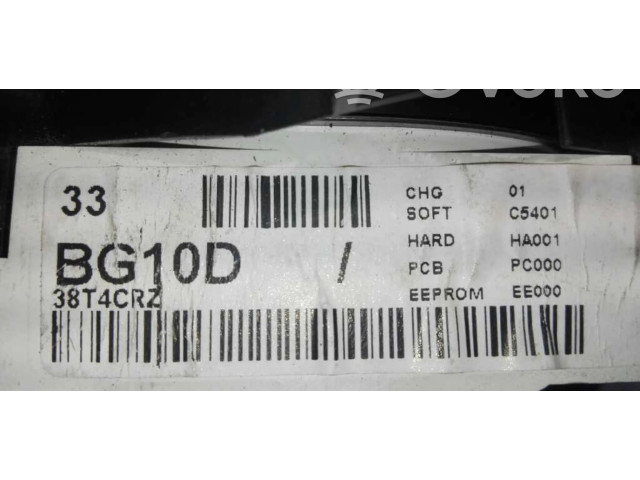 33
BG10D /
38T4CRZ
CHG 01
SOFT C5401
HARD HA001
PCB PC000
EEPROM EE000